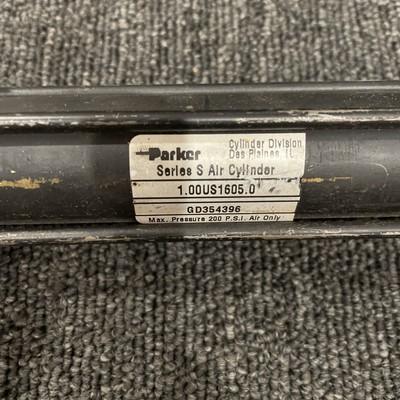 Parker
Cylinder Division
Des Plaines, IL
Series S Air Cylinder
1.00US1605.0
GD354396
Max. Pressure 200 P.S.I. Air Only